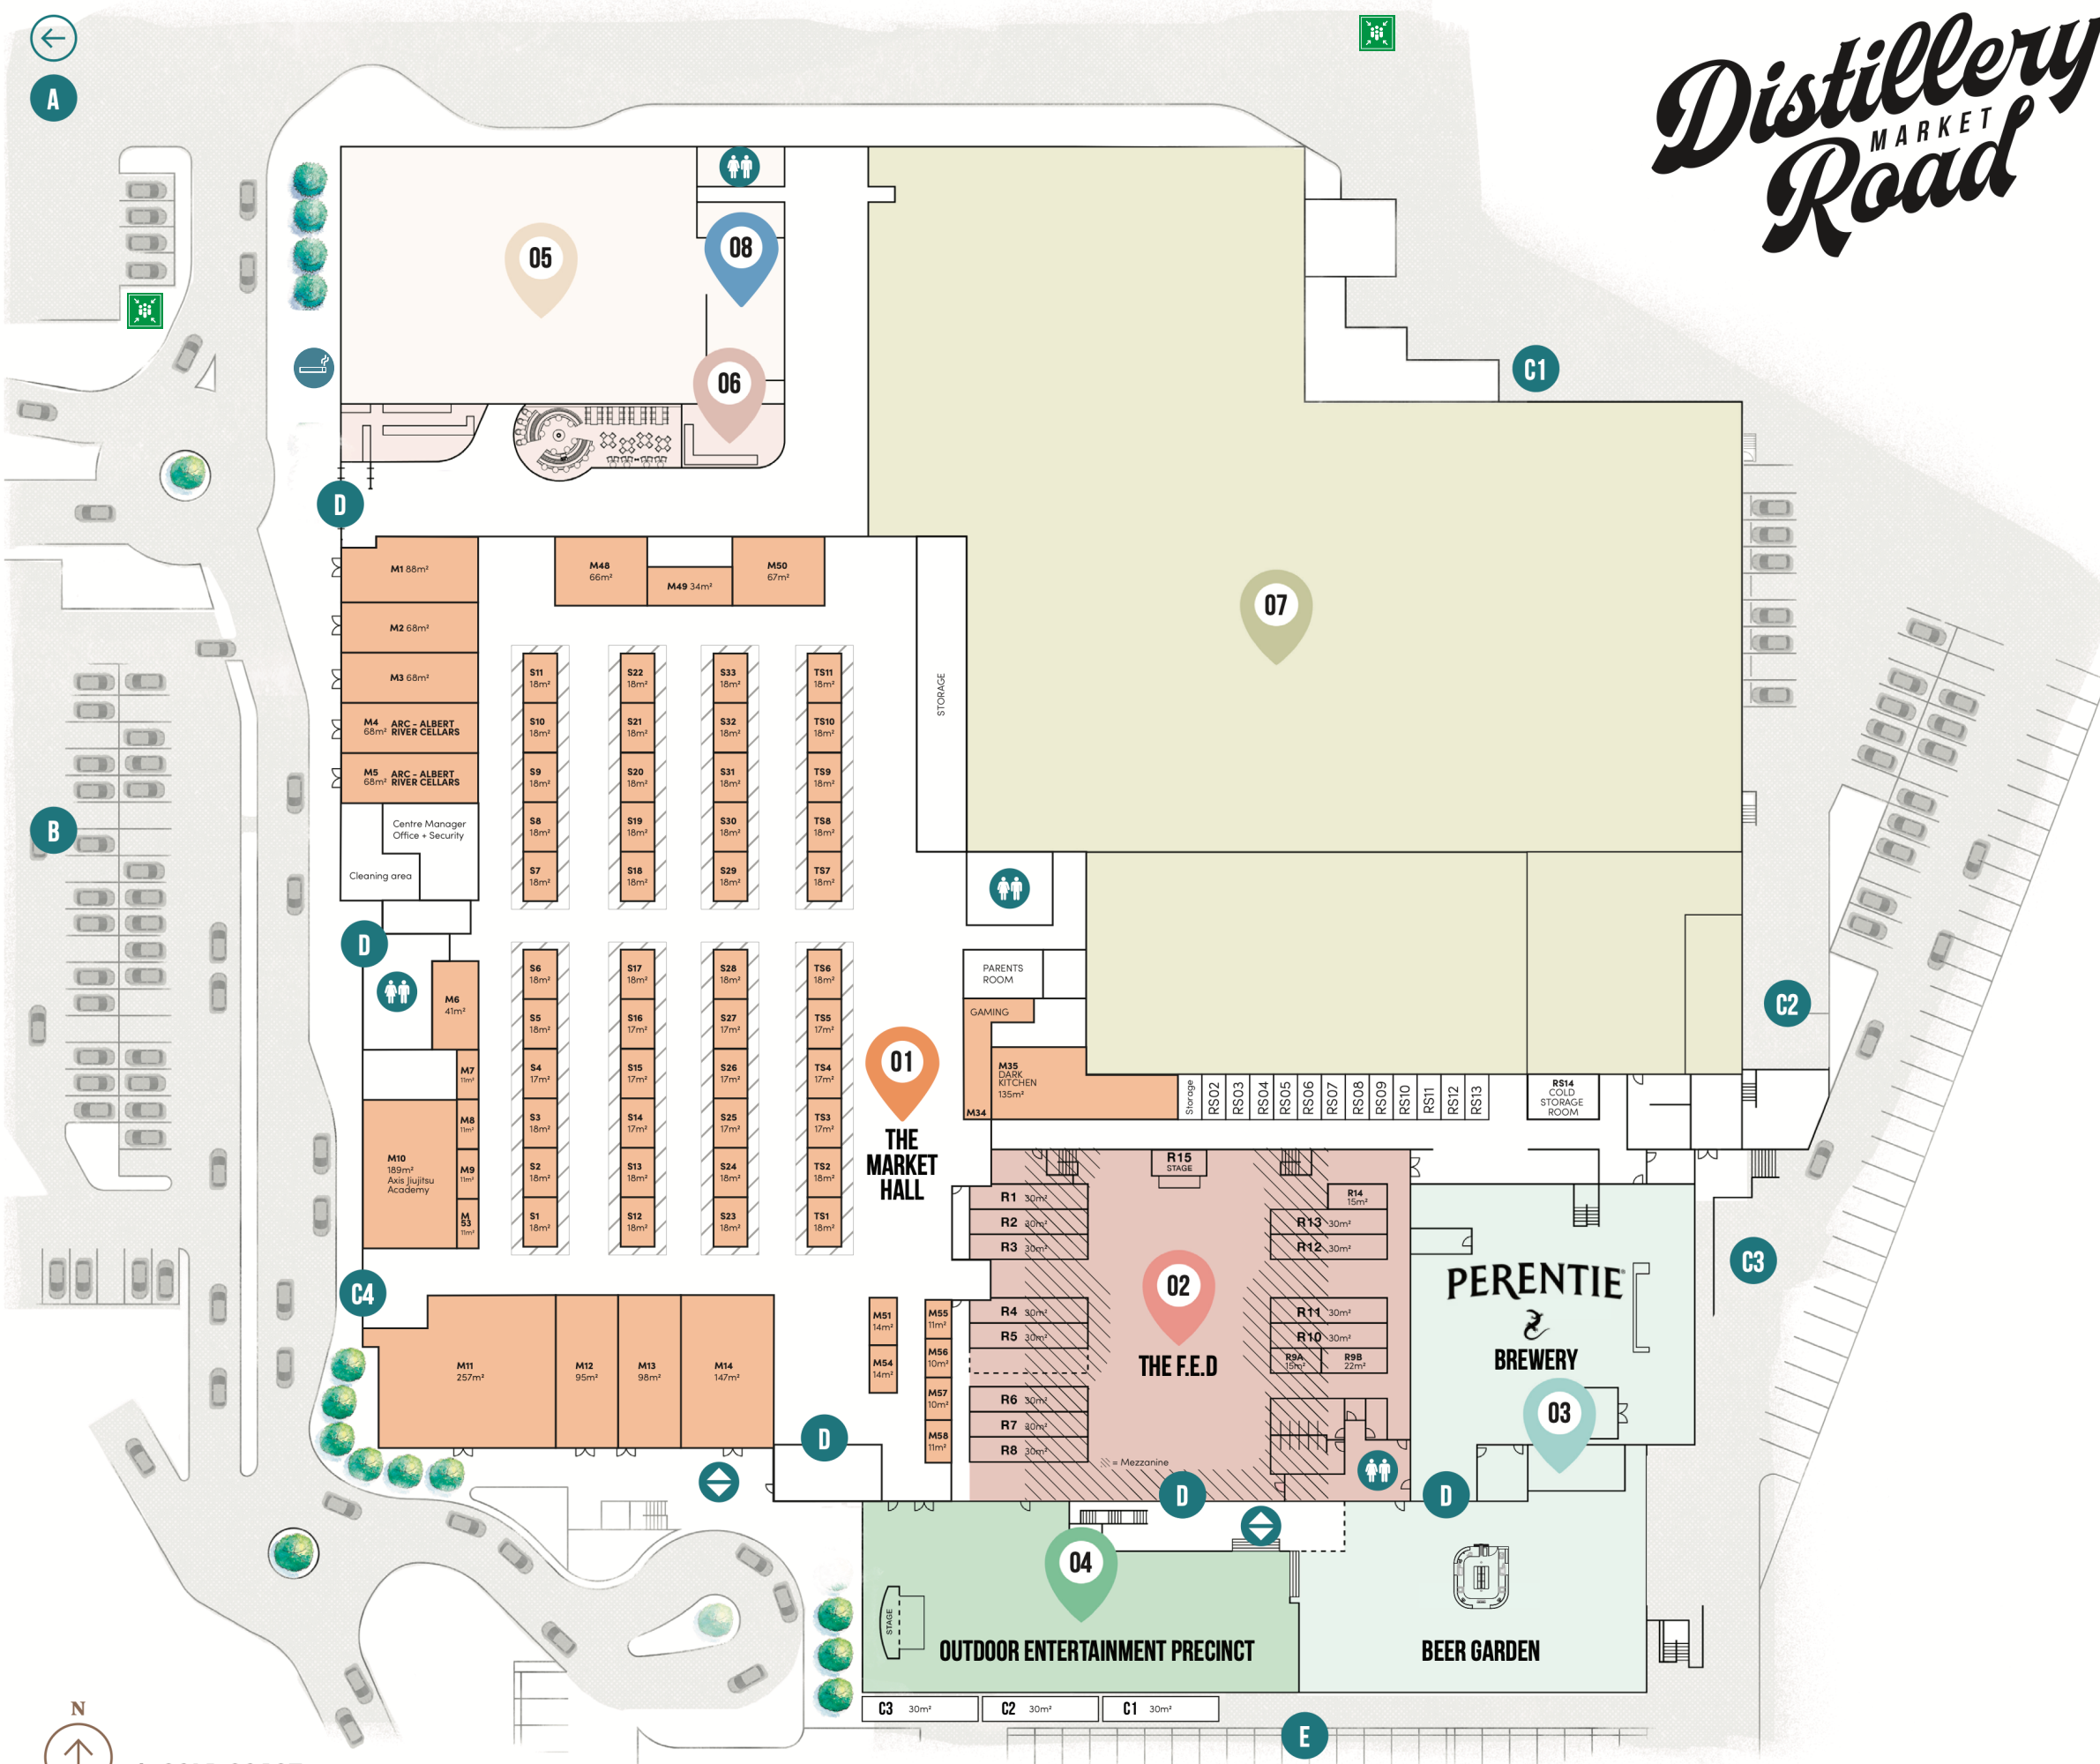 Distillery
MARKET
Road
A
05
08
06
C1
D
07
M1 88m²
M2 68m²
M3 68m²
M4 ARC - ALBERT
68m² RIVER CELLARS
M5 ARC - ALBERT
68m² RIVER CELLARS
Centre Manager
Office + Security
Cleaning area
M48
66m²
M49 34m²
M50
67m²
STORAGE
B
S11
18m²
S10
18m²
S9
18m²
S8
18m²
S7
18m²
S22
18m²
S21
18m²
S20
18m²
S19
18m²
S18
18m²
S33
18m²
S32
18m²
S31
18m²
S30
18m²
S29
18m²
TS11
18m²
TS10
18m²
TS9
18m²
TS8
18m²
TS7
18m²
D
M6
41m²
M7
11m²
M8
11m²
M9
11m²
M
53
11m²
M10
189m²
Axis Jiujitsu
Academy
S6
18m²
S5
18m²
S4
17m²
S3
18m²
S2
18m²
S1
18m²
S17
18m²
S16
17m²
S15
17m²
S14
17m²
S13
18m²
S12
18m²
S28
18m²
S27
17m²
S26
17m²
S25
17m²
S24
18m²
S23
18m²
TS6
18m²
TS5
17m²
TS4
17m²
TS3
17m²
TS2
18m²
TS1
18m²
01
THE
MARKET
HALL
PARENTS
ROOM
GAMING
M34
M35
DARK
KITCHEN
135m²
Storage
RS02
RS03
RS04
RS05
RS06
RS07
RS08
RS09
RS10
RS11
RS12
RS13
RS14
COLD
STORAGE
ROOM
C2
C3
C4
M11
257m²
M12
95m²
M13
98m²
M14
147m²
M51
14m²
M54
14m²
M55
11m²
M56
10m²
M57
10m²
M58
11m²
R15
STAGE
R1 30m²
R2 30m²
R3 30m²
R4 30m²
R5 30m²
R6 30m²
R7 30m²
R8 30m²
R14
15m²
R13 30m²
R12 30m²
R11 30m²
R10 30m²
R9A
15m²
R9B
22m²
02
THE F.E.D
= Mezzanine
PERENTIE
BREWERY
03
D
D
D
04
STAGE
OUTDOOR ENTERTAINMENT PRECINCT
BEER GARDEN
C3 30m²
C2 30m²
C1 30m²
E
N